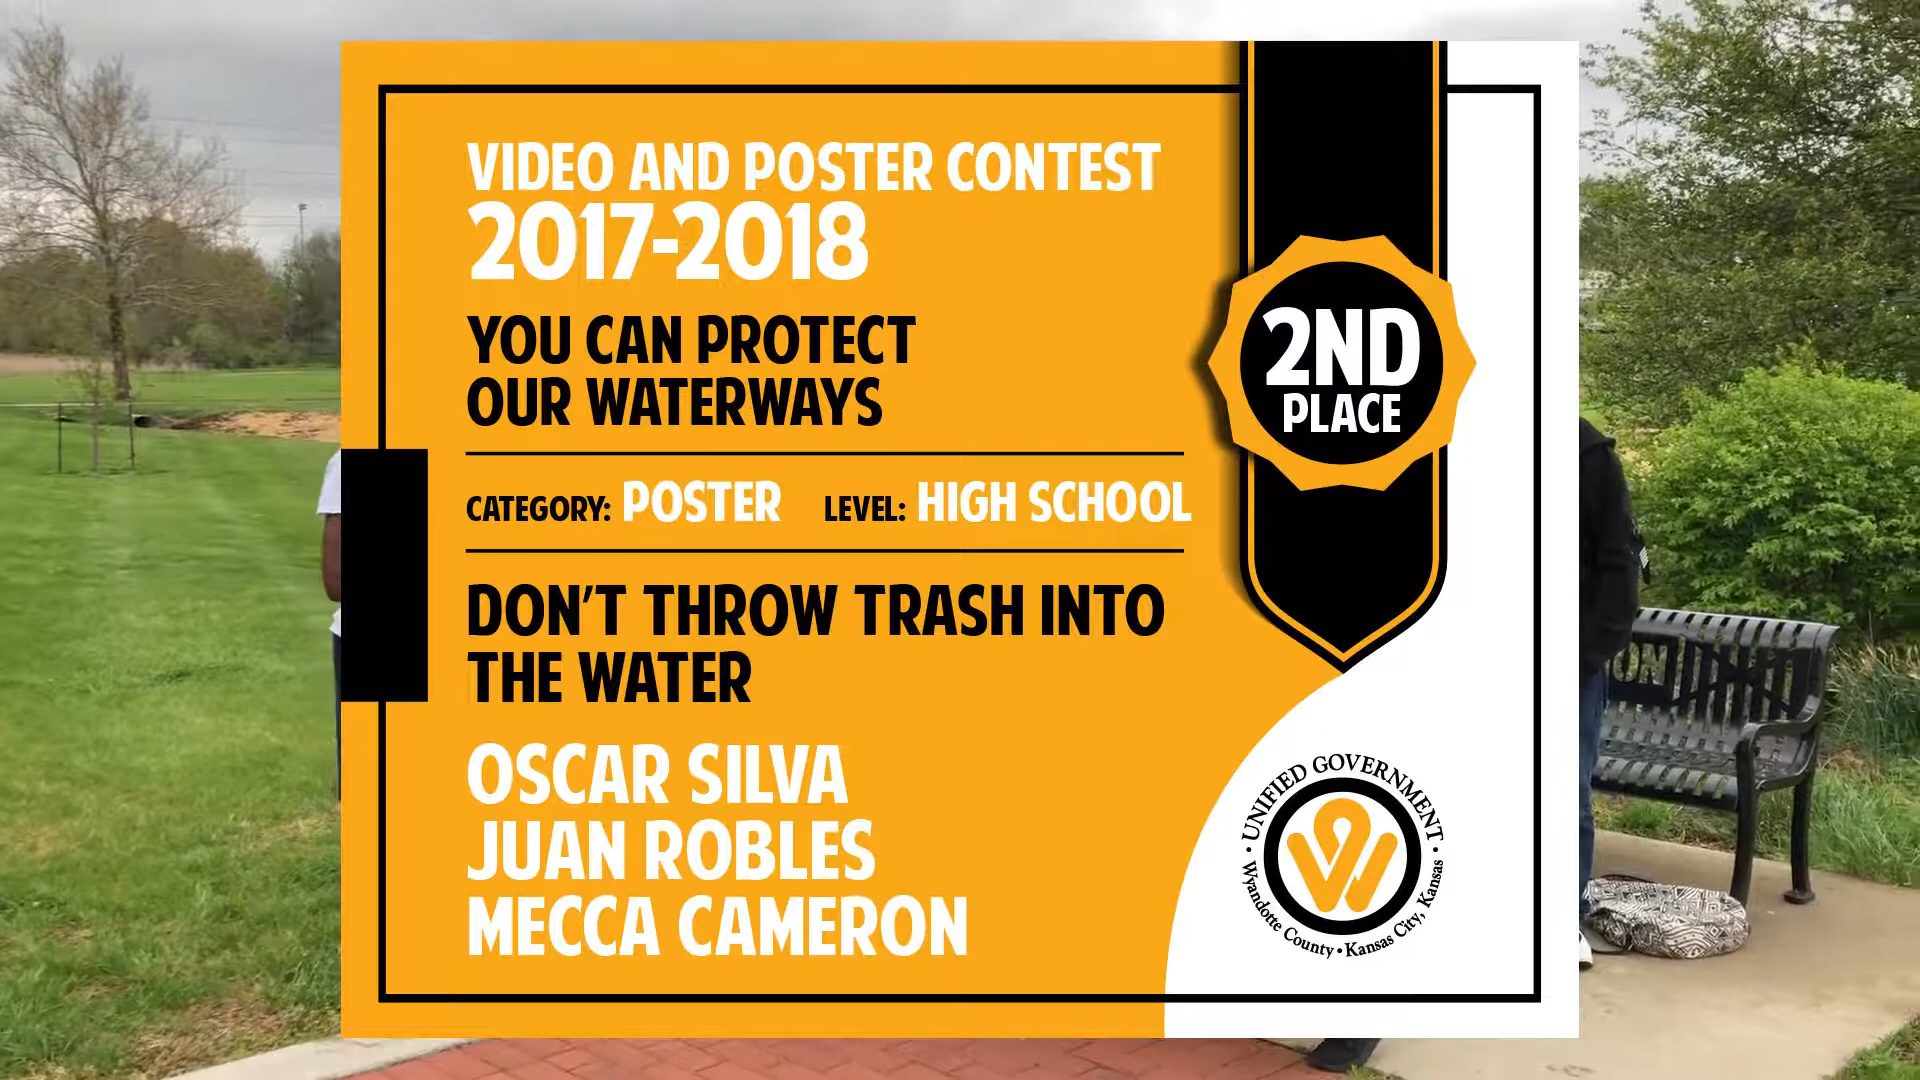 VIDEO AND POSTER CONTEST
2017-2018
YOU CAN PROTECT
OUR WATERWAYS
CATEGORY: POSTER LEVEL: HIGH SCHOOL
DON'T THROW TRASH INTO
THE WATER
OSCAR SILVA
JUAN ROBLES
MECCA CAMERON
2ND
PLACE
• UNIFIED GOVERNMENT •
Wyandotte County • Kansas City, Kansas